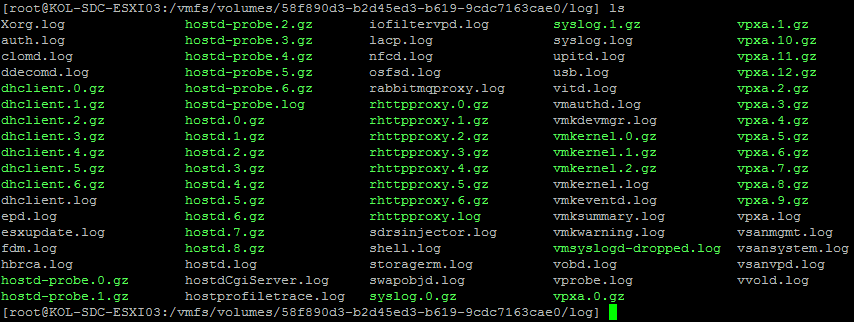 [root@KOL-SDC-ESXI03:/vmfs/volumes/58f890d3-b2d45ed3-b619-9cdc7163cae0/log] ls
Xorg.log hostd-probe.2.gz iofiltervpd.log syslog.1.gz vpxa.1.gz
auth.log hostd-probe.3.gz lacp.log syslog.log vpxa.10.gz
clomd.log hostd-probe.4.gz nfcd.log upitd.log vpxa.11.gz
ddecomd.log hostd-probe.5.gz osfsd.log usb.log vpxa.12.gz
dhclient.0.gz hostd-probe.6.gz rabbitmqproxy.log vitd.log vpxa.2.gz
dhclient.1.gz hostd-probe.log rhttpproxy.0.gz vmauthd.log vpxa.3.gz
dhclient.2.gz hostd.0.gz rhttpproxy.1.gz vmkdevmgr.log vpxa.4.gz
dhclient.3.gz hostd.1.gz rhttpproxy.2.gz vmkernel.0.gz vpxa.5.gz
dhclient.4.gz hostd.2.gz rhttpproxy.3.gz vmkernel.1.gz vpxa.6.gz
dhclient.5.gz hostd.3.gz rhttpproxy.4.gz vmkernel.2.gz vpxa.7.gz
dhclient.6.gz hostd.4.gz rhttpproxy.5.gz vmkernel.log vpxa.8.gz
dhclient.log hostd.5.gz rhttpproxy.6.gz vmkeventd.log vpxa.9.gz
epd.log hostd.6.gz rhttpproxy.log vmksummary.log vpxa.log
esxupdate.log hostd.7.gz sdrsinjector.log vmkwarning.log vsanmgmt.log
fdm.log hostd.8.gz shell.log vmsyslogd-dropped.log vsansystem.log
hbrca.log hostd.log storagerm.log vobd.log vsanvpd.log
hostd-probe.0.gz hostdCgiServer.log swapobjd.log vprobe.log vvold.log
hostd-probe.1.gz hostprofiletrace.log syslog.0.gz vpxa.0.gz
[root@KOL-SDC-ESXI03:/vmfs/volumes/58f890d3-b2d45ed3-b619-9cdc7163cae0/log]